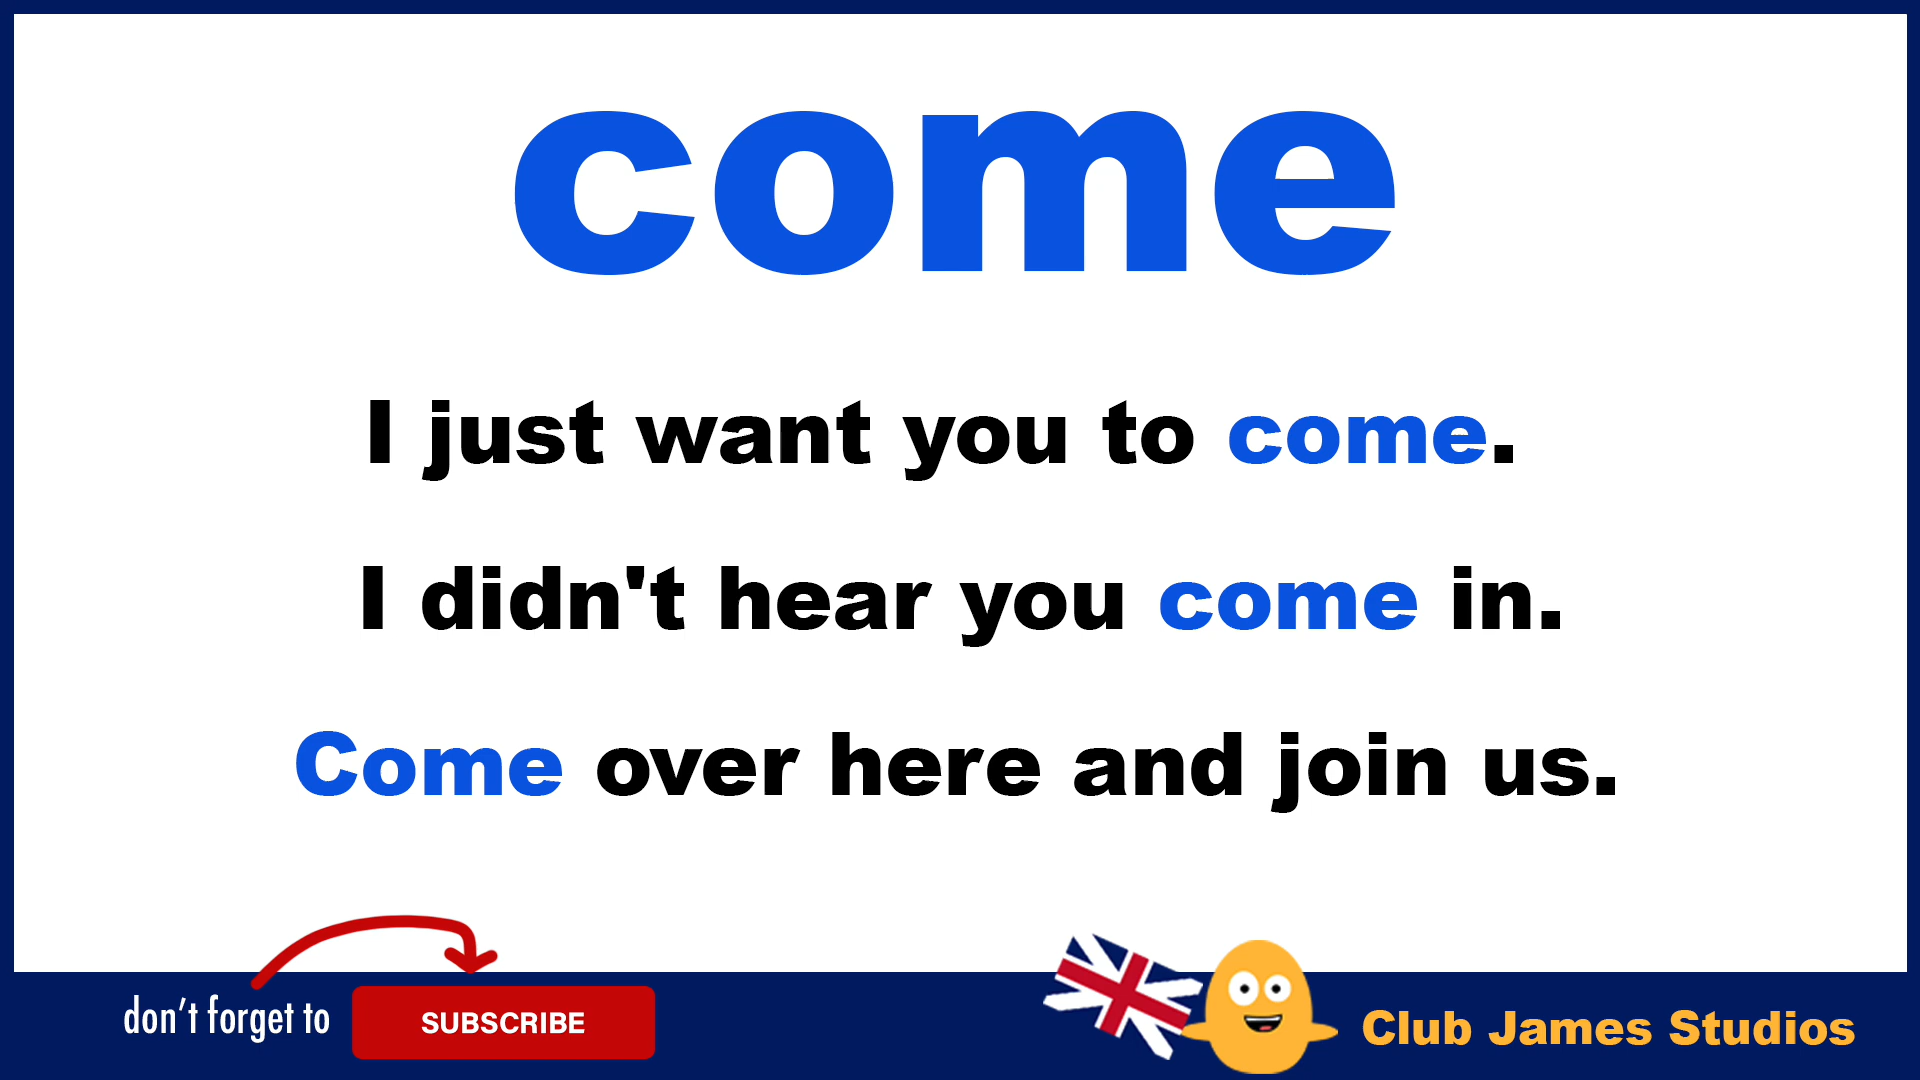 come
I just want you to come.
I didn't hear you come in.
Come over here and join us.
don't forget to
SUBSCRIBE
Club James Studios